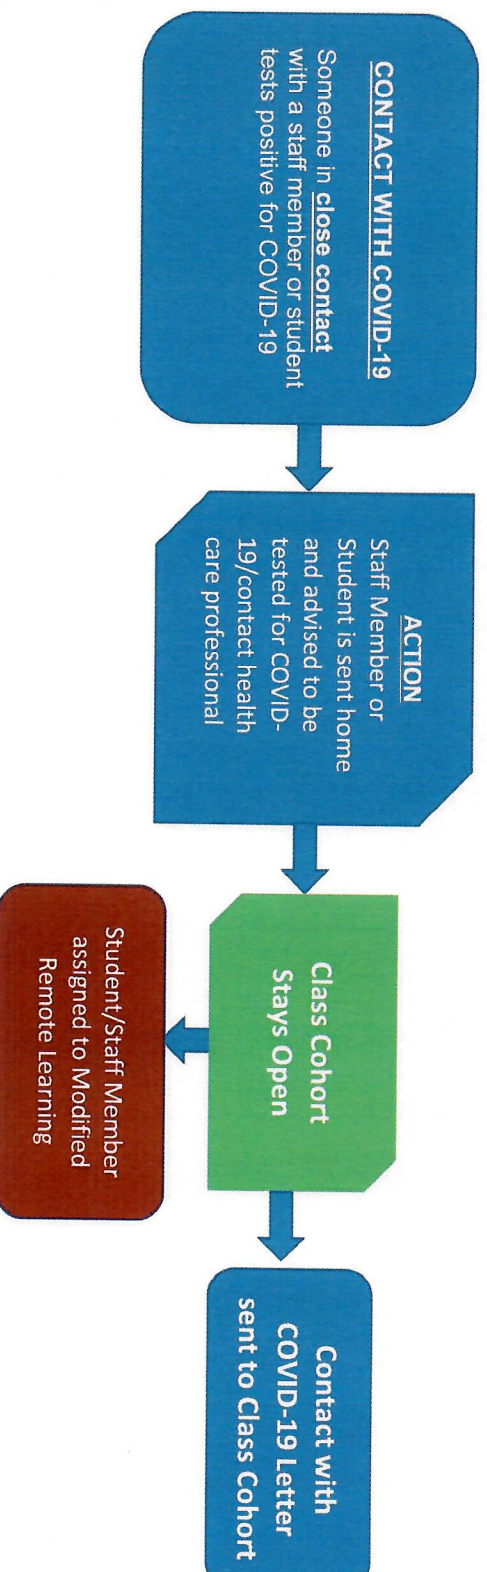 CONTACT WITH COVID-19
Someone in close contact
with a staff member or student
tests positive for COVID-19
ACTION
Staff Member or
Student is sent home
and advised to be
tested for COVID-
19/contact health
care professional
Class Cohort
Stays Open
Student/Staff Member
assigned to Modified
Remote Learning
Contact with
COVID-19 Letter
sent to Class Cohort